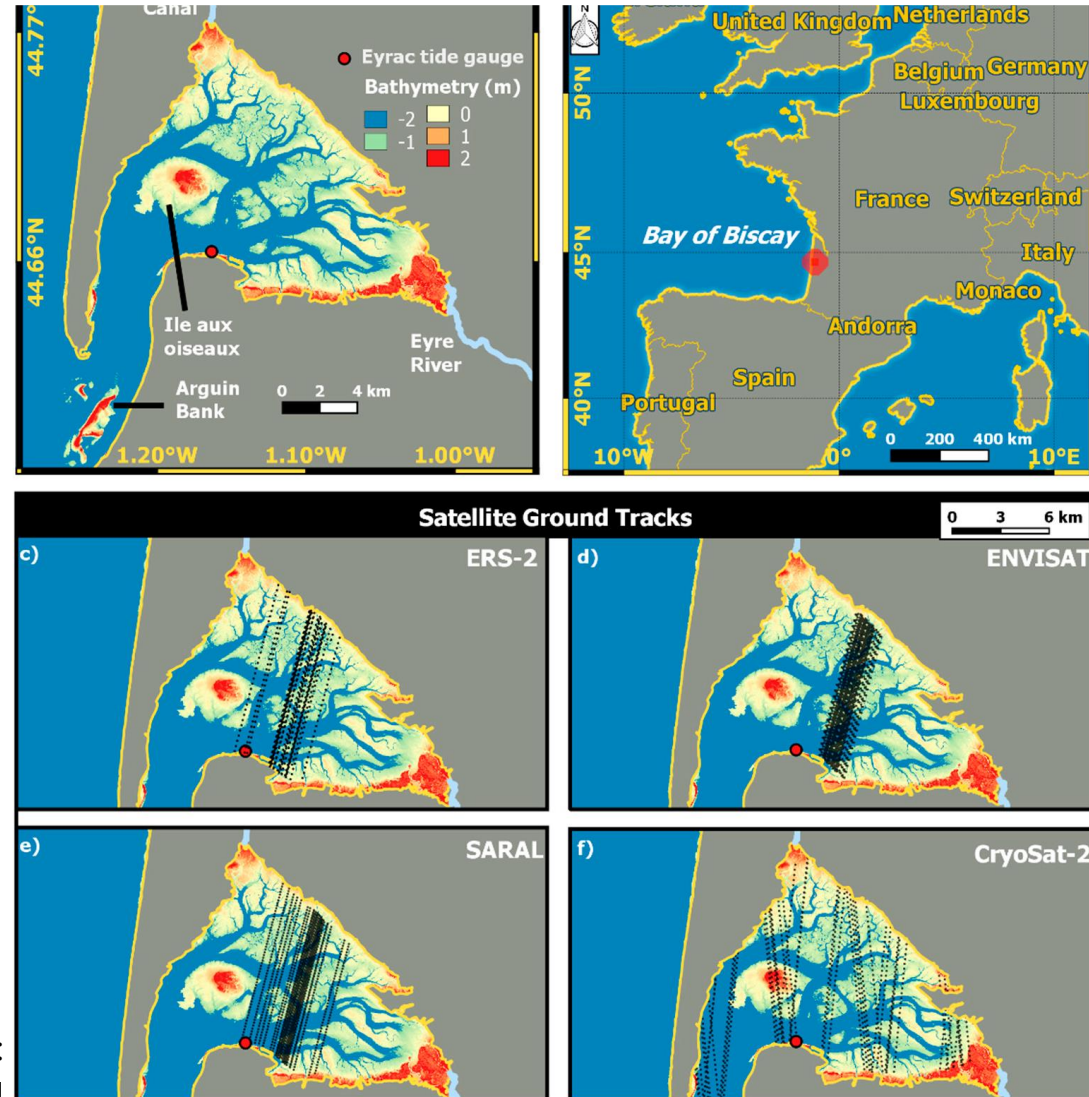 Canal
44.77°
Eyrac tide gauge
Bathymetry (m)
-2
0
-1
1
2
44.66°N
Ile aux
oiseaux
Eyre
River
Arguin
Bank
0 2 4 km
1.20°W 1.10°W 1.00°W
N
United Kingdom Netherlands
Belgium Germany
Luxembourg
50°N
France Switzerland
Bay of Biscay
45°N
Italy
Monaco
Andorra
Spain
Portugal
40°N
0 200 400 km
10°W 0° 10°E
Satellite Ground Tracks
0 3 6 km
c) ERS-2
d) ENVISAT
e) SARAL
f) CryoSat-2